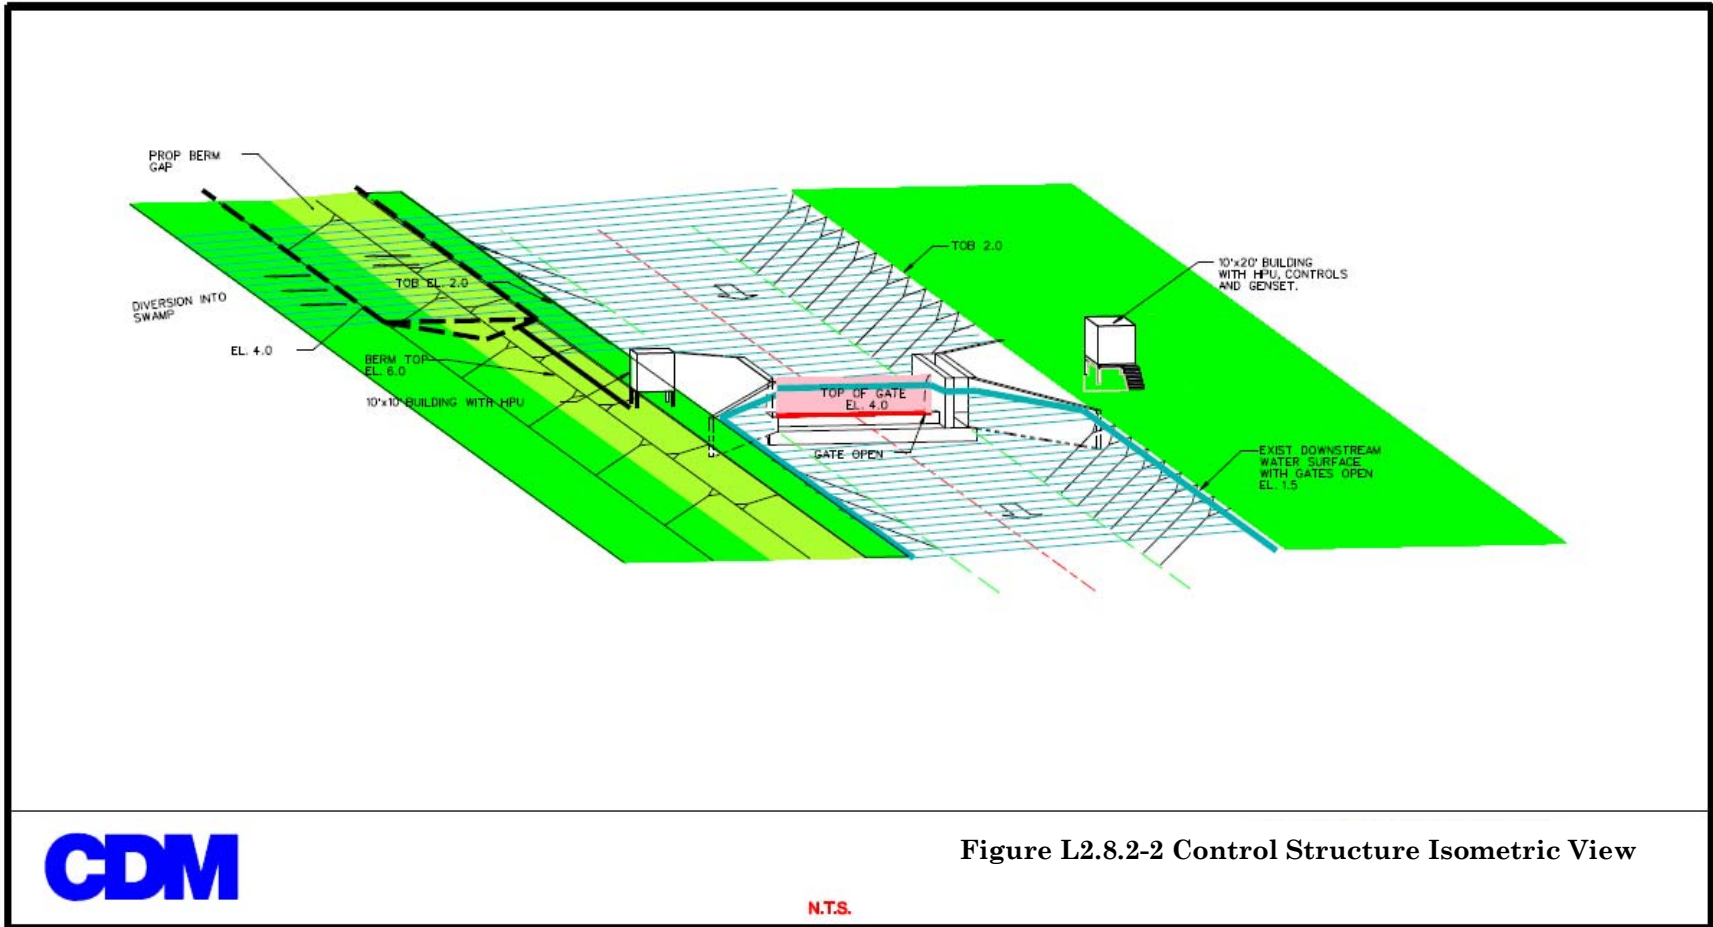 PROP BERM
GAP
TOB 2.0
10'x20' BUILDING
WITH HPU, CONTROLS
AND GENSET.
TOB EL. 2.0
DIVERSION INTO
SWAMP
EL. 4.0
BERM TOP
EL. 6.0
10'x10' BUILDING WITH HPU
TOP OF GATE
EL. 4.0
GATE OPEN
EXIST DOWNSTREAM
WATER SURFACE
WITH GATES OPEN
EL. 1.5
CDM
Figure L2.8.2-2 Control Structure Isometric View
N.T.S.